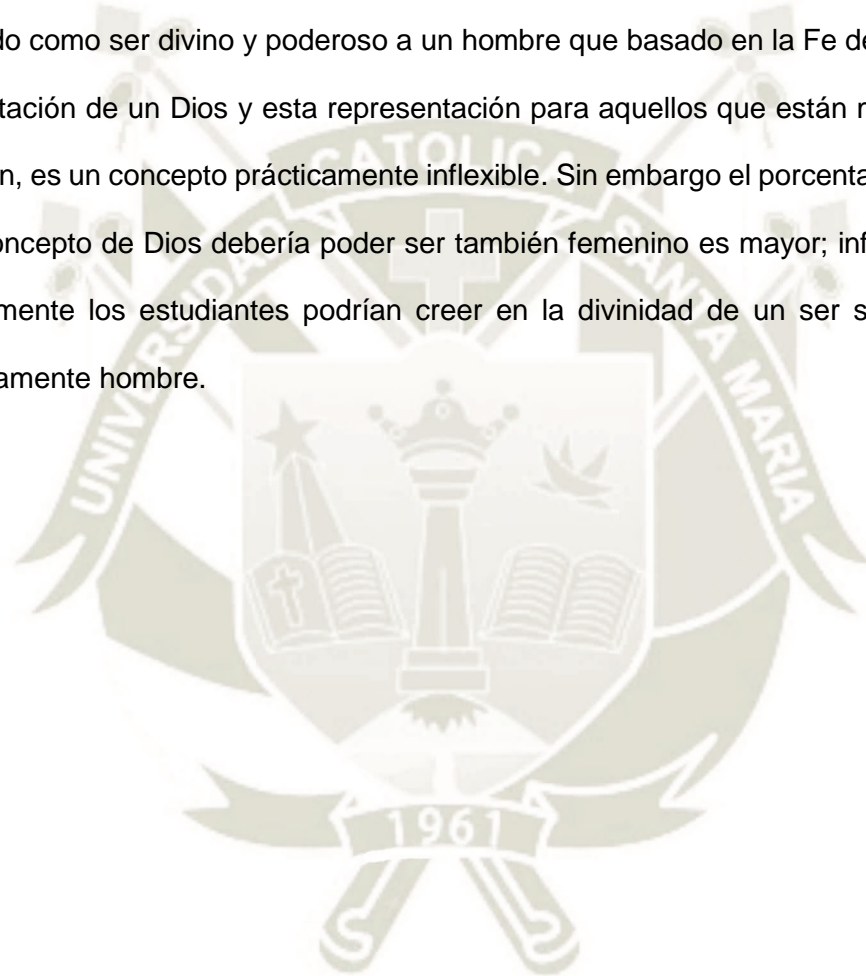 do como ser divino y poderoso a un hombre que basado en la Fe de
tación de un Dios y esta representación para aquellos que están
n, es un concepto prácticamente inflexible. Sin embargo el porcenta
oncepto de Dios debería poder ser también femenino es mayor; inf
mente los estudiantes podrían creer en la divinidad de un ser s
amente hombre.
UNIVERSIDAD CATOLICA SANTA MARIA
1961